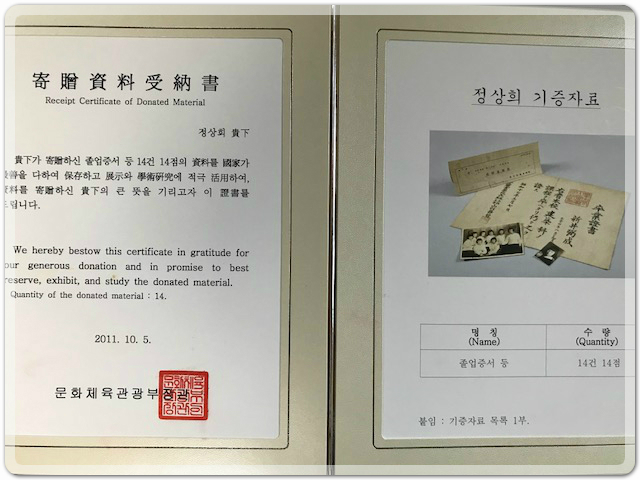 寄贈資料受納書
Receipt Certificate of Donated Material
정상희 貴下
貴下가 寄贈하신 졸업증서 등 14건 14점의 資料를 國家가
다하여 保存하고 展示와 學術硏究에 적극 活用하여,
寄贈하신 貴下의 큰 뜻을 기리고자 이 證書를
드립니다.
We hereby bestow this certificate in gratitude for
your generous donation and in promise to best
reserve, exhibit, and study the donated material.
Quantity of the donated material : 14.
2011. 10. 5.
문화체육관광부장관
정상희 기증자료
卒業證書
명 칭
(Name)
수 량
(Quantity)
졸업증서 등
14건 14점
붙임 : 기증자료 목록 1부.